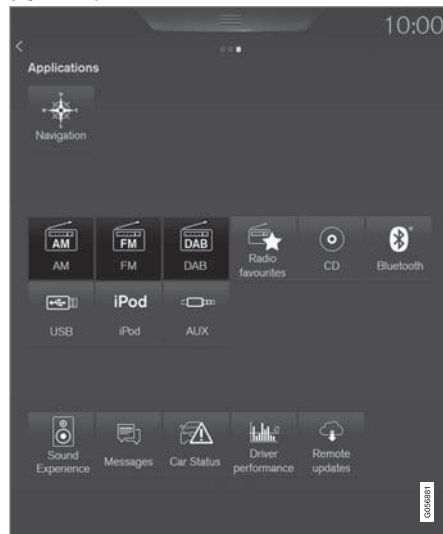 10:00
Applications
Navigation
AM
FM
DAB
AM
FM
DAB
Radio
favourites
CD
Bluetooth
iPod
USB
iPod
AUX
Sound
Experience
Messages
Car Status
Driver
performance
Remote
updates
G056881